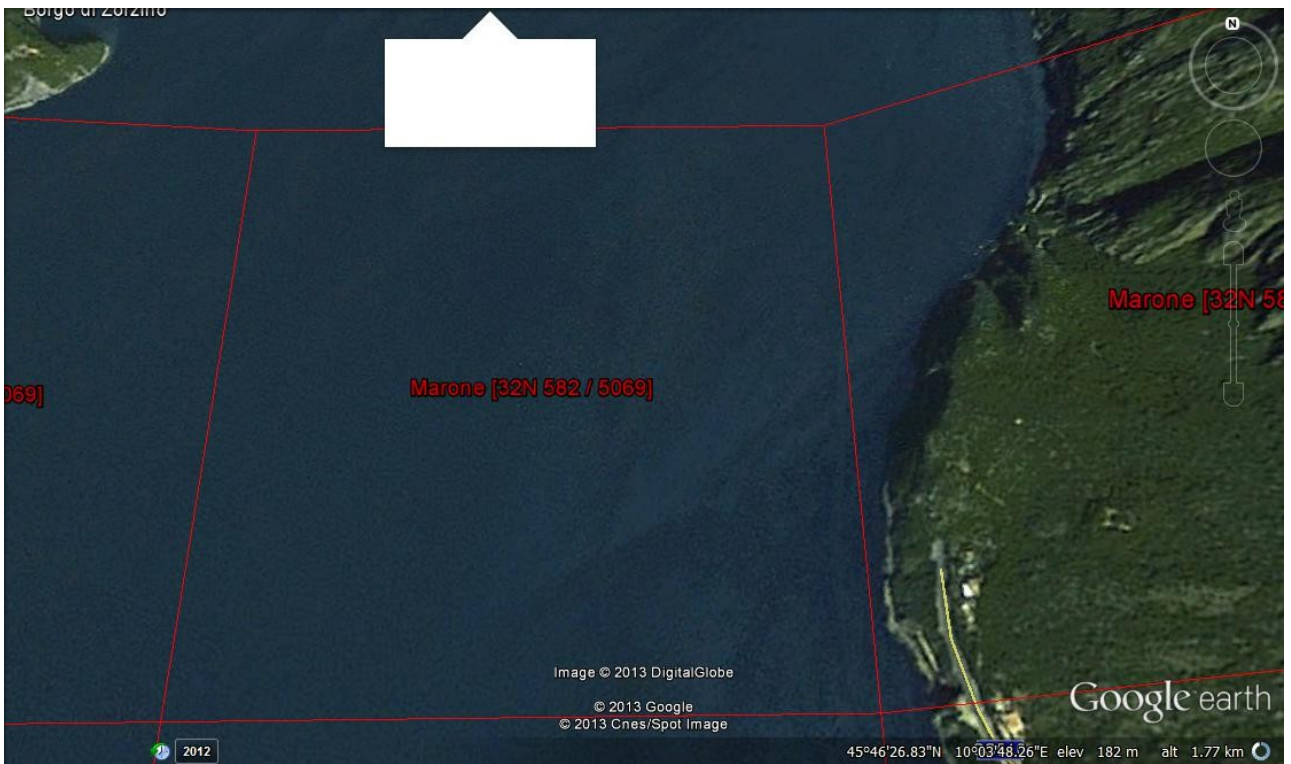 Borgo di Zorzino
N
Marone [32N 58
Marone [32N 582 / 5069]
069]
Image © 2013 DigitalGlobe
© 2013 Google
© 2013 Cnes/Spot Image
Google earth
2012
45°46'26.83"N 10°03'48.26"E elev 182 m alt 1.77 km